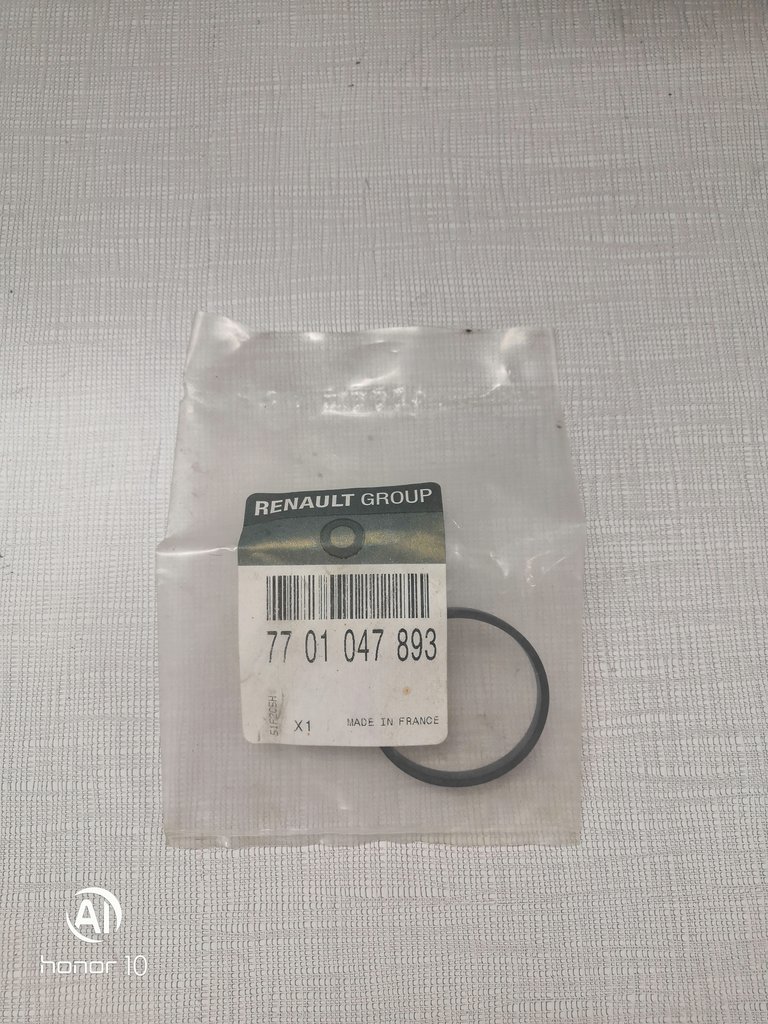 RENAULT GROUP
77 01 047 893
X1
MADE IN FRANCE
AI
honor 10